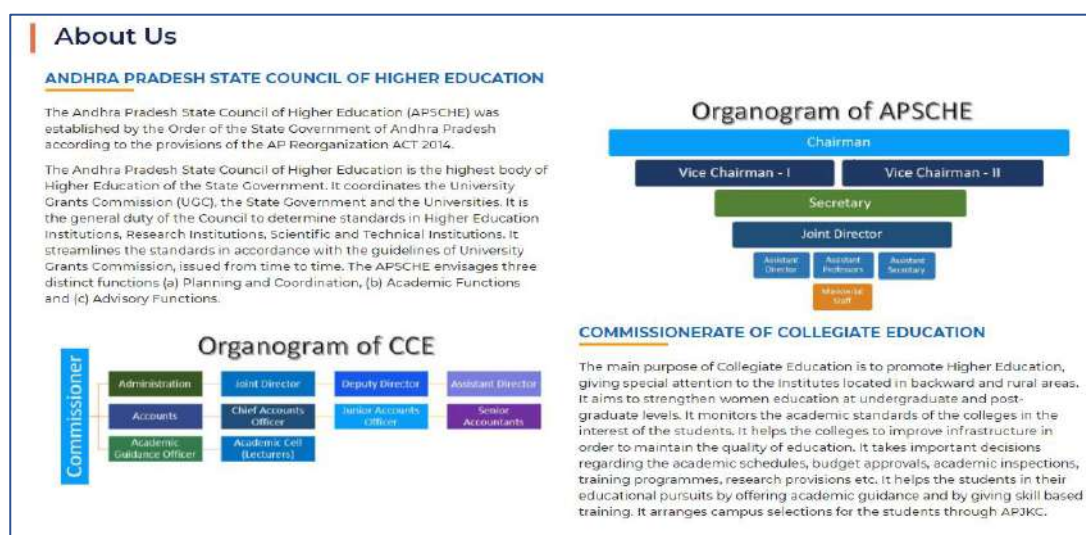 About Us
ANDHRA PRADESH STATE COUNCIL OF HIGHER EDUCATION
The Andhra Pradesh State Council of Higher Education (APSCHE) was
established by the Order of the State Government of Andhra Pradesh
according to the provisions of the AP Reorganization ACT 2014.
The Andhra Pradesh State Council of Higher Education is the highest body of
Higher Education of the State Government. It coordinates the University
Grants Commission (UGC), the State Government and the Universities. It is
the general duty of the Council to determine standards in Higher Education
Institutions, Research Institutions, Scientific and Technical Institutions. It
streamlines the standards in accordance with the guidelines of University
Grants Commission, issued from time to time. The APSCHE envisages three
distinct functions (a) Planning and Coordination, (b) Academic Functions
and (c) Advisory Functions.
Organogram of CCE
Commissioner
Administration
Joint Director
Deputy Director
Assistant Director
Accounts
Chief Accounts
Officer
Junior Accounts
Officer
Senior
Accountants
Academic
Guidance Officer
Academic Cell
(Lecturers)
Organogram of APSCHE
Chairman
Vice Chairman - I
Vice Chairman - II
Secretary
Joint Director
Assistant
Director
Assistant
Professors
Assistant
Secretary
Ministerial
Staff
COMMISSIONERATE OF COLLEGIATE EDUCATION
The main purpose of Collegiate Education is to promote Higher Education,
giving special attention to the Institutes located in backward and rural areas.
It aims to strengthen women education at undergraduate and post-
graduate levels. It monitors the academic standards of the colleges in the
interest of the students. It helps the colleges to improve infrastructure in
order to maintain the quality of education. It takes important decisions
regarding the academic schedules, budget approvals, academic inspections,
training programmes, research provisions etc. It helps the students in their
educational pursuits by offering academic guidance and by giving skill based
training. It arranges campus selections for the students through APJKC.